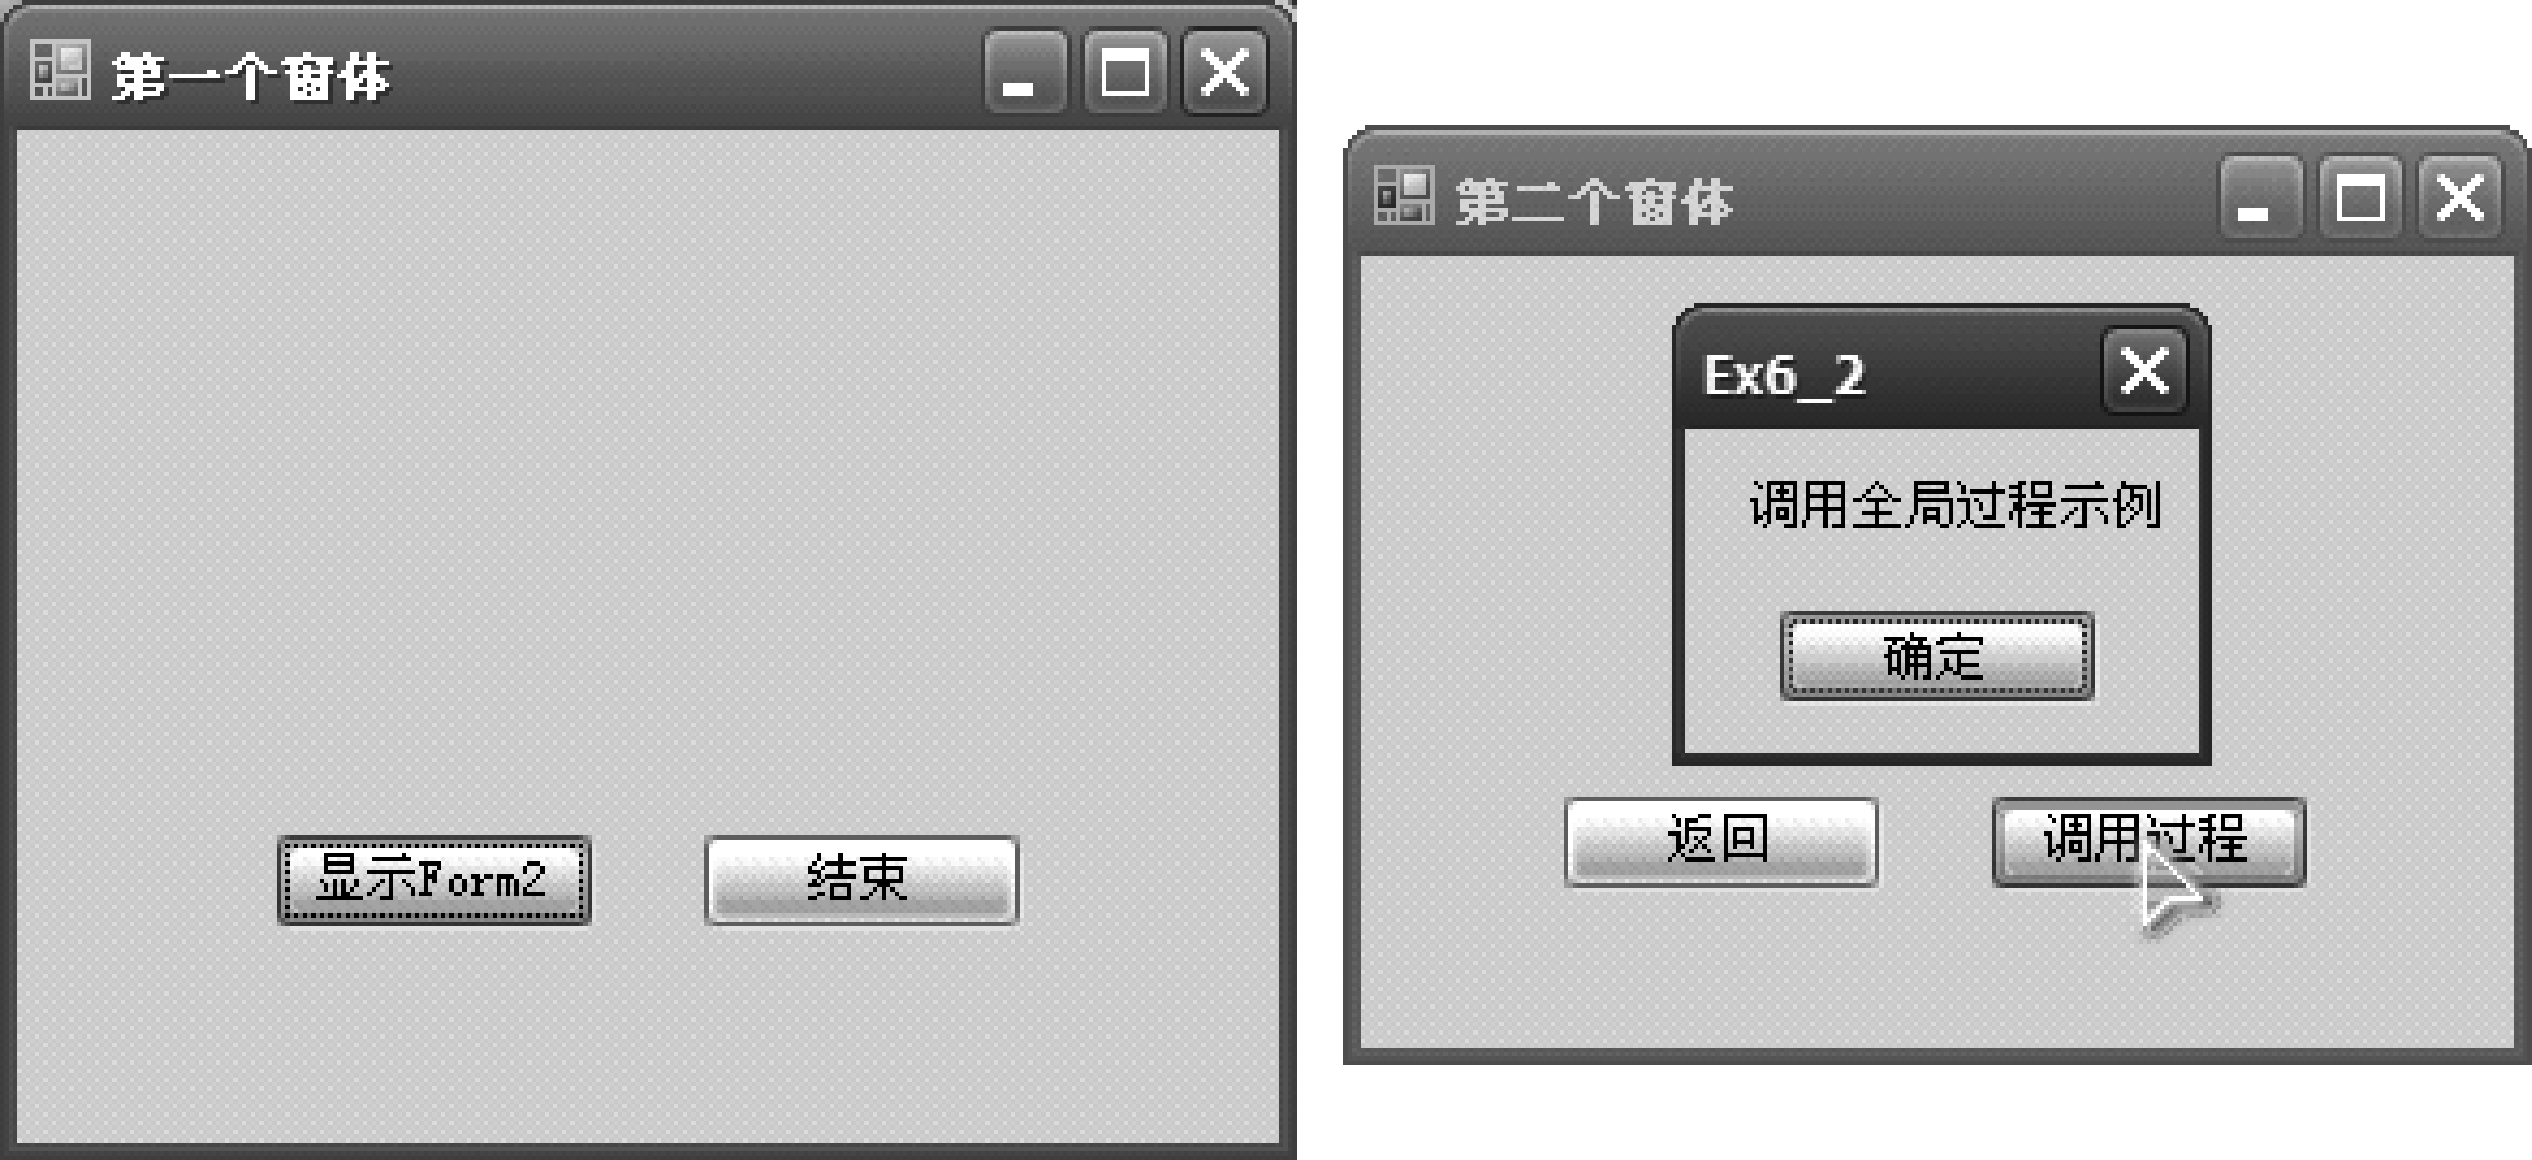 第一个窗体
显示Form2
结束
第二个窗体
Ex6_2
调用全局过程示例
确定
返回
调用过程